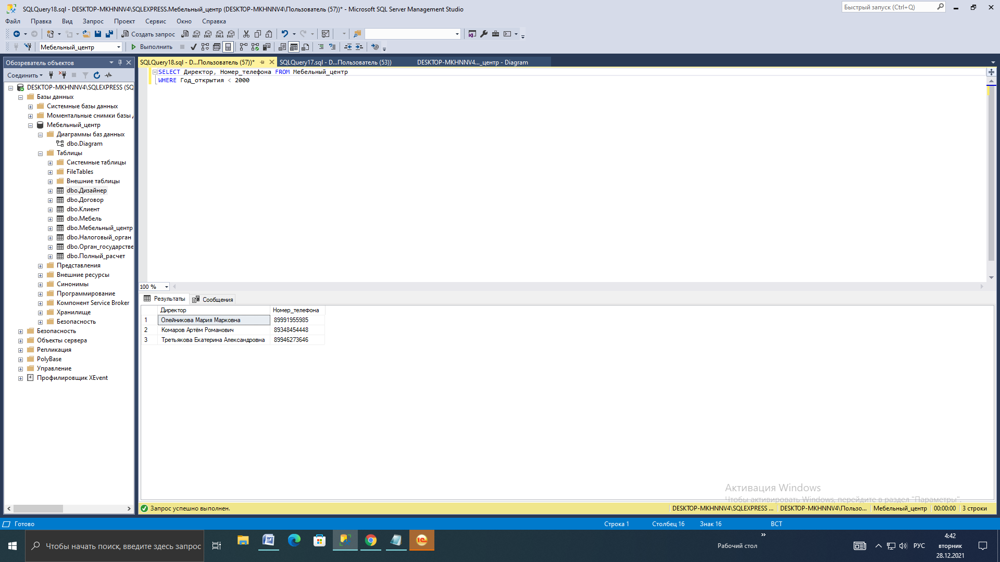 SQLQuery18.sql - DESKTOP-MKHNNV4\SQLEXPRESS.Мебельный_центр (DESKTOP-MKHNNV4\Пользователь (57))* - Microsoft SQL Server Management Studio
Быстрый запуск (Ctrl+Q)
Файл Правка Вид Запрос Проект Сервис Окно Справка
Создать запрос
MDX DMX XMLA DAX
Мебельный_центр
Выполнить
Обозреватель объектов
SQLQuery18.sql - D...Пользователь (57))*
SQLQuery17.sql - D...Пользователь (53))
DESKTOP-MKHNNV4..._центр - Diagram
Соединить
SELECT Директор, Номер_телефона FROM Мебельный_центр
WHERE Год_открытия < 2000
DESKTOP-MKHNNV4\SQLEXPRESS (SQ
Базы данных
Системные базы данных
Моментальные снимки базы
Мебельный_центр
Диаграммы баз данных
dbo.Diagram
Таблицы
Системные таблицы
FileTables
Внешние таблицы
dbo.Дизайнер
dbo.Договор
dbo.Клиент
dbo.Мебель
dbo.Мебельный_центр
dbo.Налоговый_орган
dbo.Орган_государстве
dbo.Полный_расчет
Представления
Внешние ресурсы
Синонимы
Программирование
Компонент Service Broker
Хранилище
Безопасность
Безопасность
Объекты сервера
Репликация
PolyBase
Управление
Профилировщик XEvent
100 %
Результаты
Сообщения
Директор Номер_телефона
1 Олейникова Мария Марковна 89991955985
2 Комаров Артём Романович 89348454448
3 Третьякова Екатерина Александровна 89946273646
Активация Windows
Чтобы активировать Windows, перейдите в раздел "Параметры".
Запрос успешно выполнен.
DESKTOP-MKHNNV4\SQLEXPRESS ...
DESKTOP-MKHNNV4\Пользо...
Мебельный_центр
00:00:00
3 строки
Готово
Строка 1
Столбец 16
Знак 16
ВСТ
Чтобы начать поиск, введите здесь запрос
Рабочий стол
РУС
4:42
вторник
28.12.2021